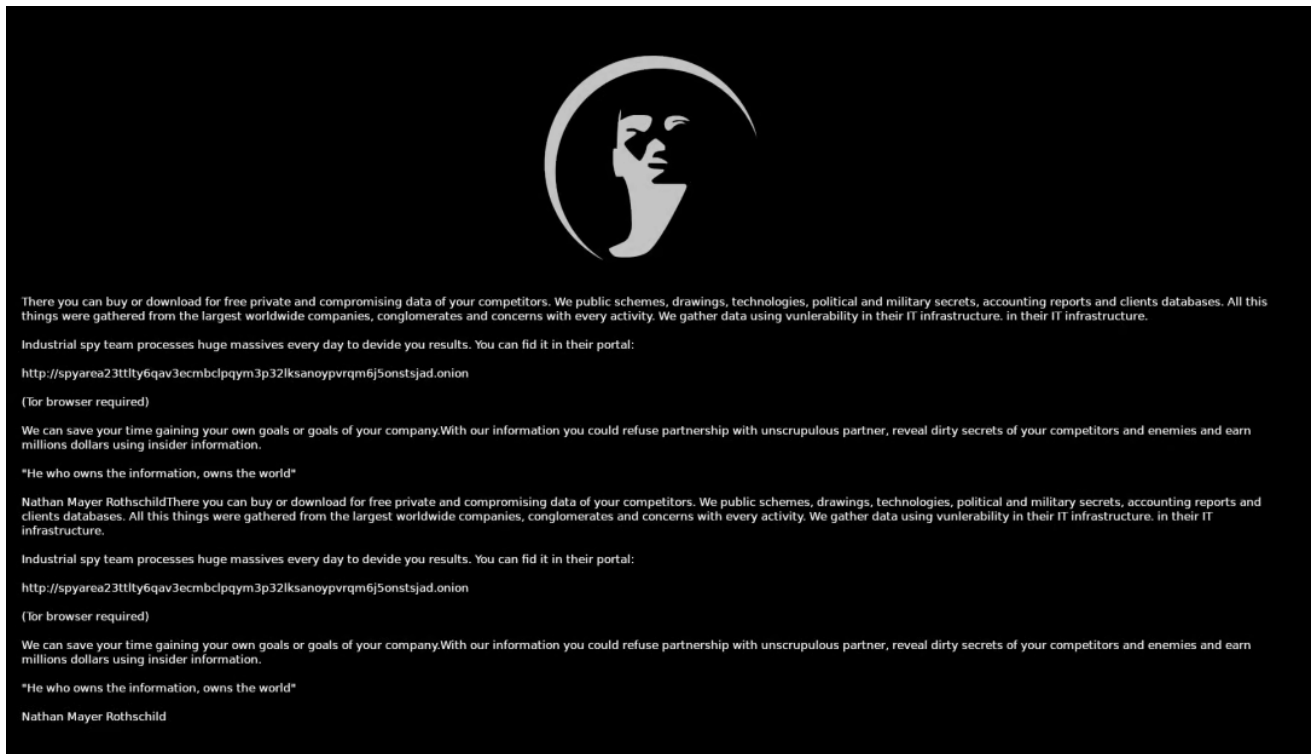 There you can buy or download for free private and compromising data of your competitors. We public schemes, drawings, technologies, political and military secrets, accounting reports and clients databases. All this
things were gathered from the largest worldwide companies, conglomerates and concerns with every activity. We gather data using vunlerability in their IT infrastructure. in their IT infrastructure.
Industrial spy team processes huge massives every day to devide you results. You can fid it in their portal:
http://spyarea23ttlty6qav3ecmbclpqym3p32lksanoypvrqm6j5onstsjad.onion
(Tor browser required)
We can save your time gaining your own goals or goals of your company.With our information you could refuse partnership with unscrupulous partner, reveal dirty secrets of your competitors and enemies and earn
millions dollars using insider information.
"He who owns the information, owns the world"
Nathan Mayer RothschildThere you can buy or download for free private and compromising data of your competitors. We public schemes, drawings, technologies, political and military secrets, accounting reports and
clients databases. All this things were gathered from the largest worldwide companies, conglomerates and concerns with every activity. We gather data using vunlerability in their IT infrastructure. in their IT
infrastructure.
Industrial spy team processes huge massives every day to devide you results. You can fid it in their portal:
http://spyarea23ttlty6qav3ecmbclpqym3p32lksanoypvrqm6j5onstsjad.onion
(Tor browser required)
We can save your time gaining your own goals or goals of your company.With our information you could refuse partnership with unscrupulous partner, reveal dirty secrets of your competitors and enemies and earn
millions dollars using insider information.
"He who owns the information, owns the world"
Nathan Mayer Rothschild